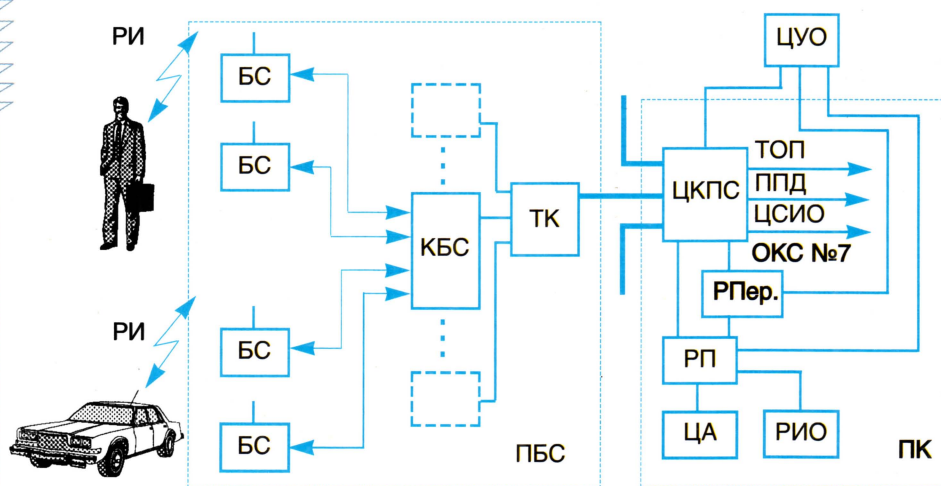 РИ
БС
ЦУО
БС
ТОП
ЦКПС
ППД
ЦСИО
ТК
КБС
ОКС №7
РПер.
РИ
БС
РП
БС
ЦА
РИО
ПБС
ПК